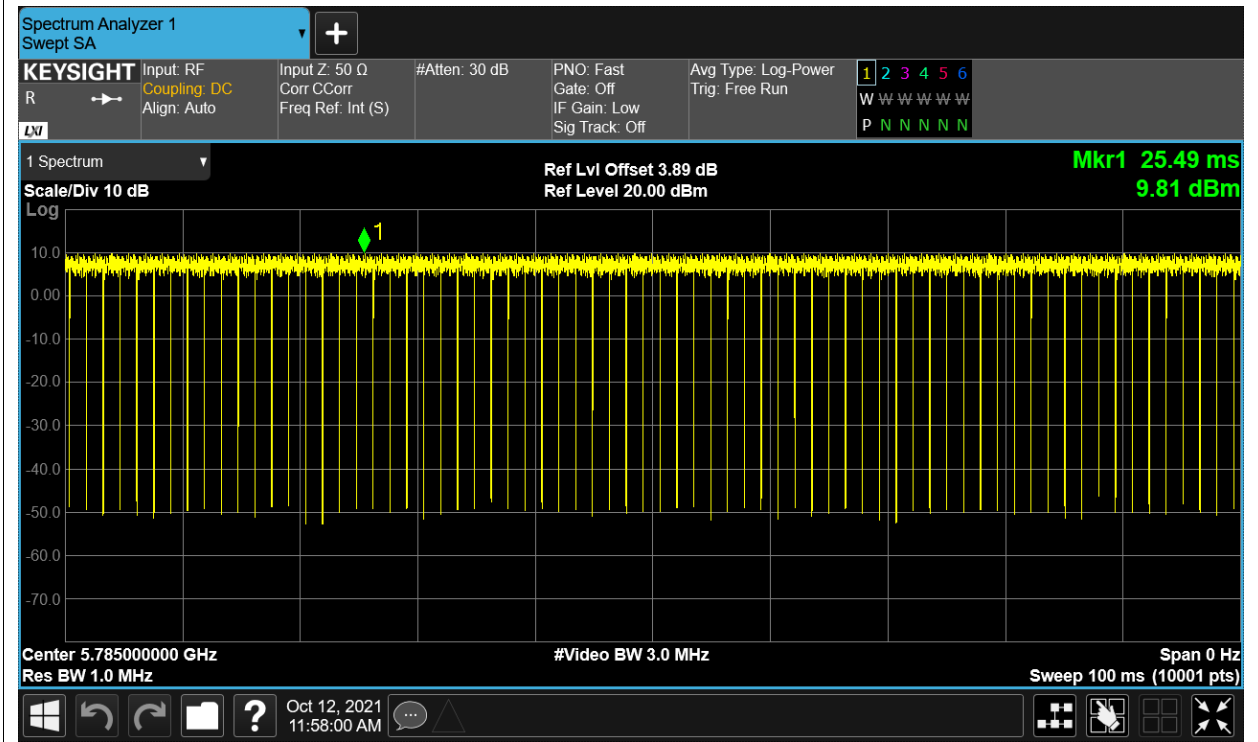 Spectrum Analyzer 1
Swept SA
KEYSIGHT
R
LXI
Input: RF
Coupling: DC
Align: Auto
Input Z: 50 Ω
Corr CCorr
Freq Ref: Int (S)
#Atten: 30 dB
PNO: Fast
Gate: Off
IF Gain: Low
Sig Track: Off
Avg Type: Log-Power
Trig: Free Run
1 2 3 4 5 6
W W W W W W
P N N N N N
1 Spectrum
Scale/Div 10 dB
Ref Lvl Offset 3.89 dB
Ref Level 20.00 dBm
Mkr1 25.49 ms
9.81 dBm
Log
1
10.0
0.00
-10.0
-20.0
-30.0
-40.0
-50.0
-60.0
-70.0
Center 5.785000000 GHz
Res BW 1.0 MHz
#Video BW 3.0 MHz
Span 0 Hz
Sweep 100 ms (10001 pts)
?
Oct 12, 2021
11:58:00 AM